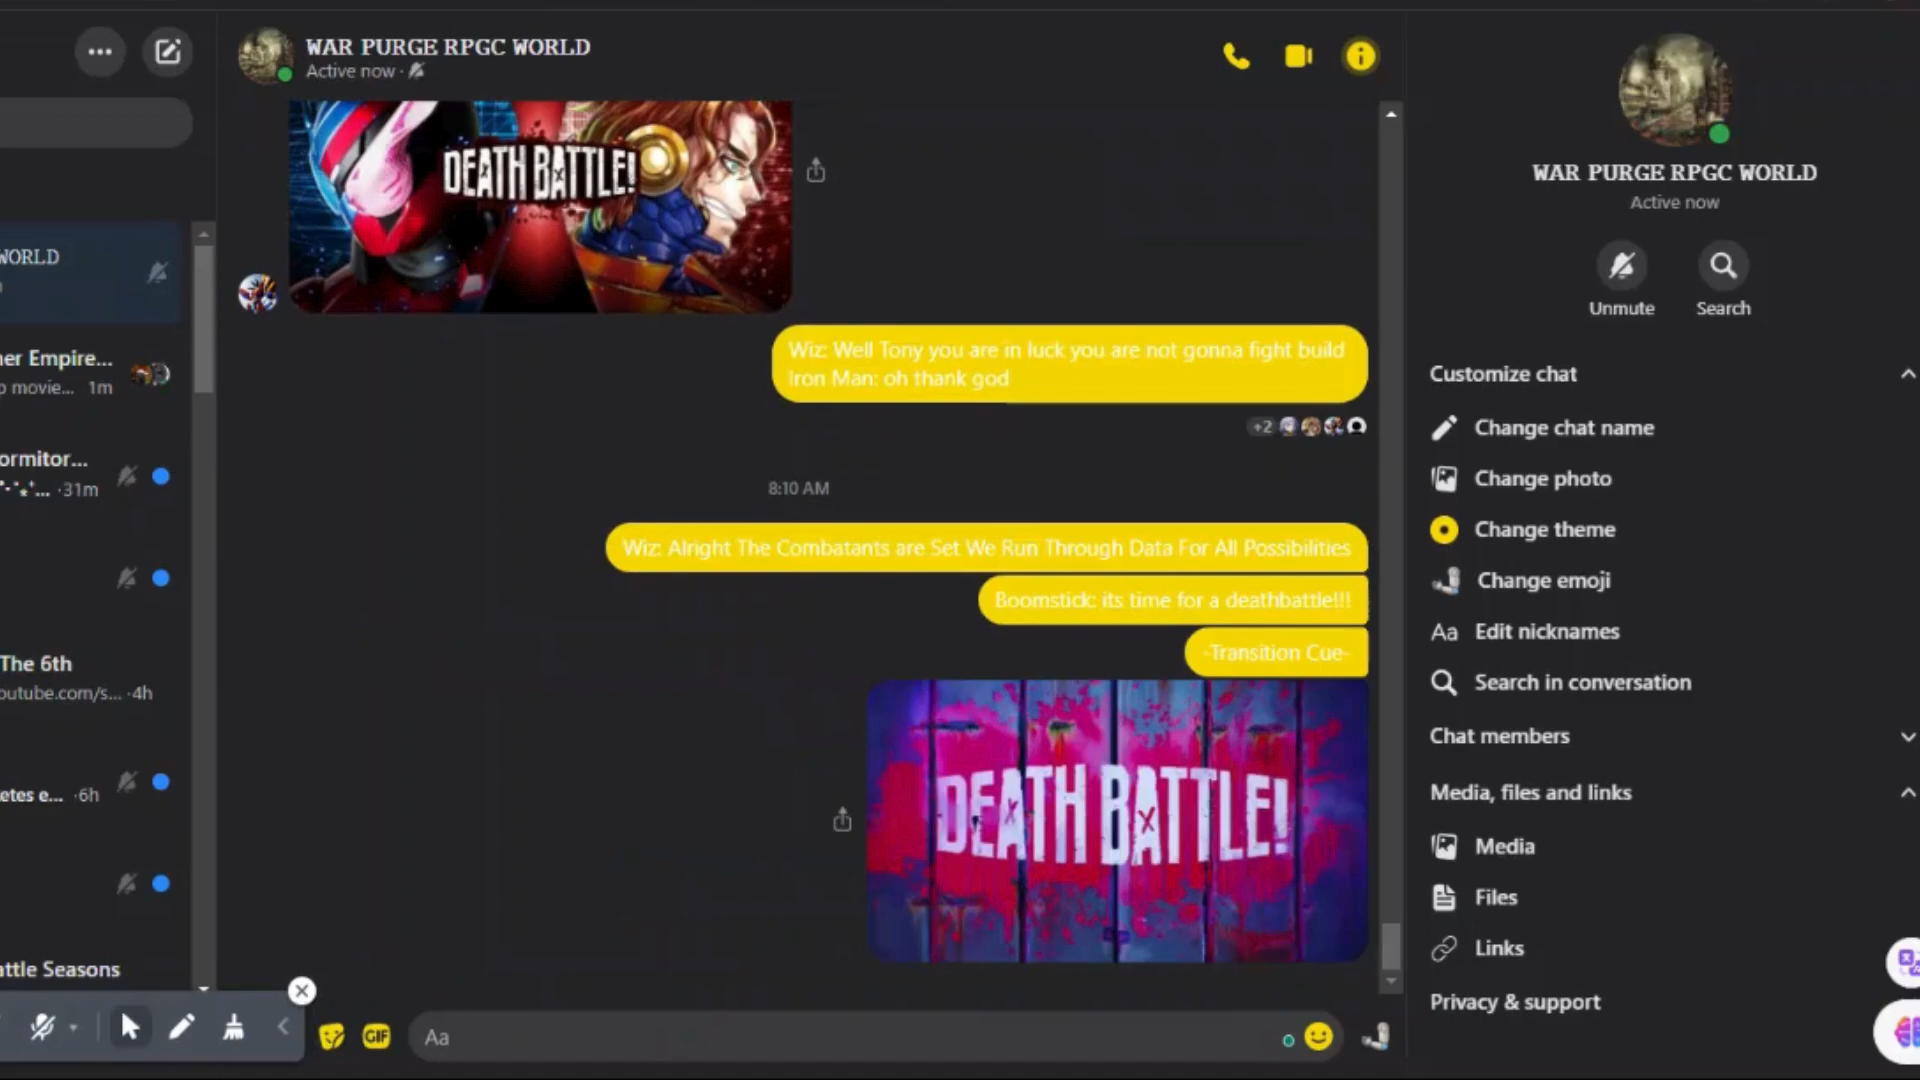 WAR PURGE RPGC WORLD
Active now ·
DEATH BATTLE!
Wiz: Well Tony you are in luck you are not gonna fight build
Iron Man: oh thank god
+2
8:10 AM
Wiz: Alright The Combatants are Set We Run Through Data For All Possibilities
Boomstick: its time for a deathbattle!!!
-Transition Cue-
DEATH BATTLE!
GIF
Aa
WORLD
ner Empire...
p movie... 1m
ormitor...
·31m
The 6th
outube.com/s... ·4h
etes e... ·6h
attle Seasons
WAR PURGE RPGC WORLD
Active now
Unmute
Search
Customize chat
Change chat name
Change photo
Change theme
Change emoji
Aa Edit nicknames
Search in conversation
Chat members
Media, files and links
Media
Files
Links
Privacy & support